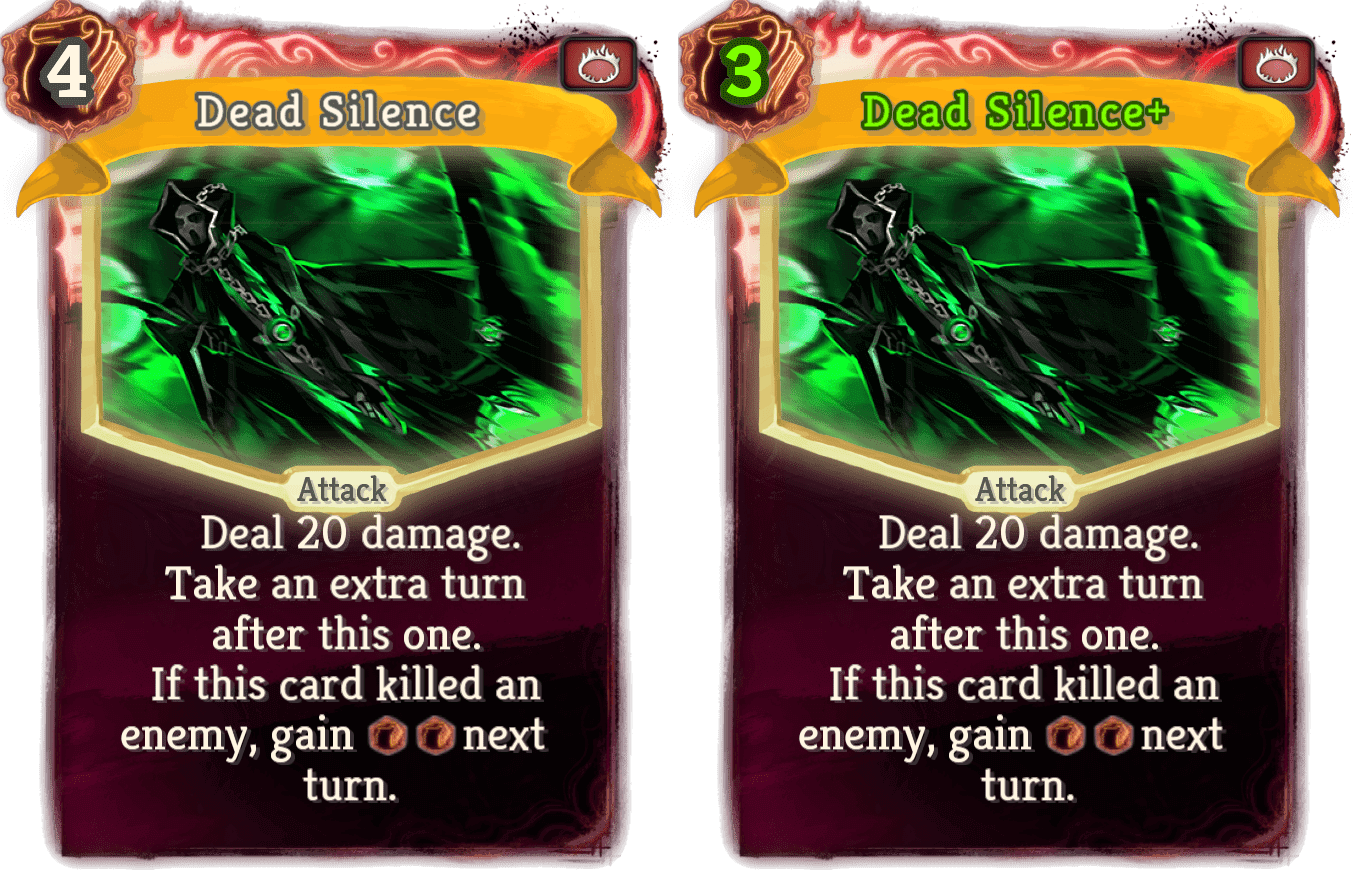 4
Dead Silence
Attack
Deal 20 damage.
Take an extra turn
after this one.
If this card killed an
enemy, gain next
turn.
3
Dead Silence+
Attack
Deal 20 damage.
Take an extra turn
after this one.
If this card killed an
enemy, gain next
turn.